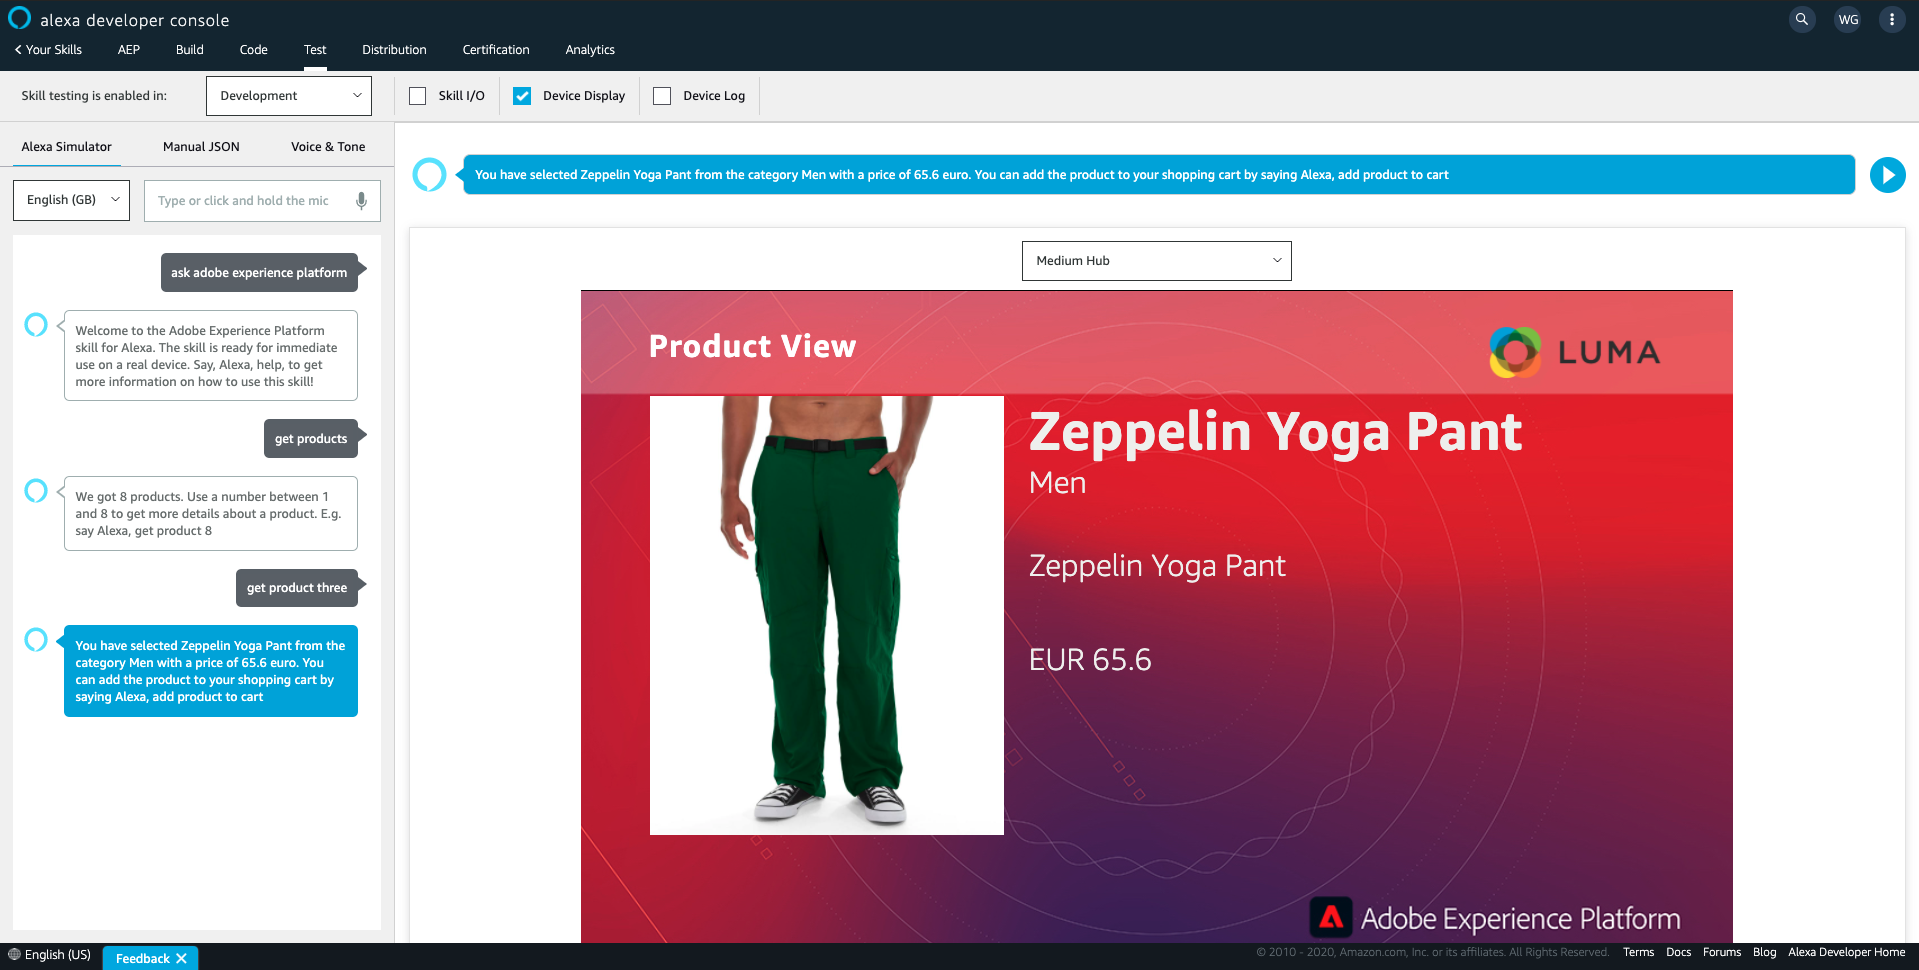 alexa developer console
WG
Your Skills
AEP
Build
Code
Test
Distribution
Certification
Analytics
Skill testing is enabled in:
Development
Skill I/O
Device Display
Device Log
Alexa Simulator
Manual JSON
Voice & Tone
English (GB)
Type or click and hold the mic
ask adobe experience platform
Welcome to the Adobe Experience Platform
skill for Alexa. The skill is ready for immediate
use on a real device. Say, Alexa, help, to get
more information on how to use this skill!
get products
We got 8 products. Use a number between 1
and 8 to get more details about a product. E.g.
say Alexa, get product 8
get product three
You have selected Zeppelin Yoga Pant from the
category Men with a price of 65.6 euro. You
can add the product to your shopping cart by
saying Alexa, add product to cart
You have selected Zeppelin Yoga Pant from the category Men with a price of 65.6 euro. You can add the product to your shopping cart by saying Alexa, add product to cart
Medium Hub
Product View
LUMA
Zeppelin Yoga Pant
Men
Zeppelin Yoga Pant
EUR 65.6
Adobe Experience Platform
English (US)
Feedback
© 2010 - 2020, Amazon.com, Inc. or its affiliates. All Rights Reserved.
Terms
Docs
Forums
Blog
Alexa Developer Home